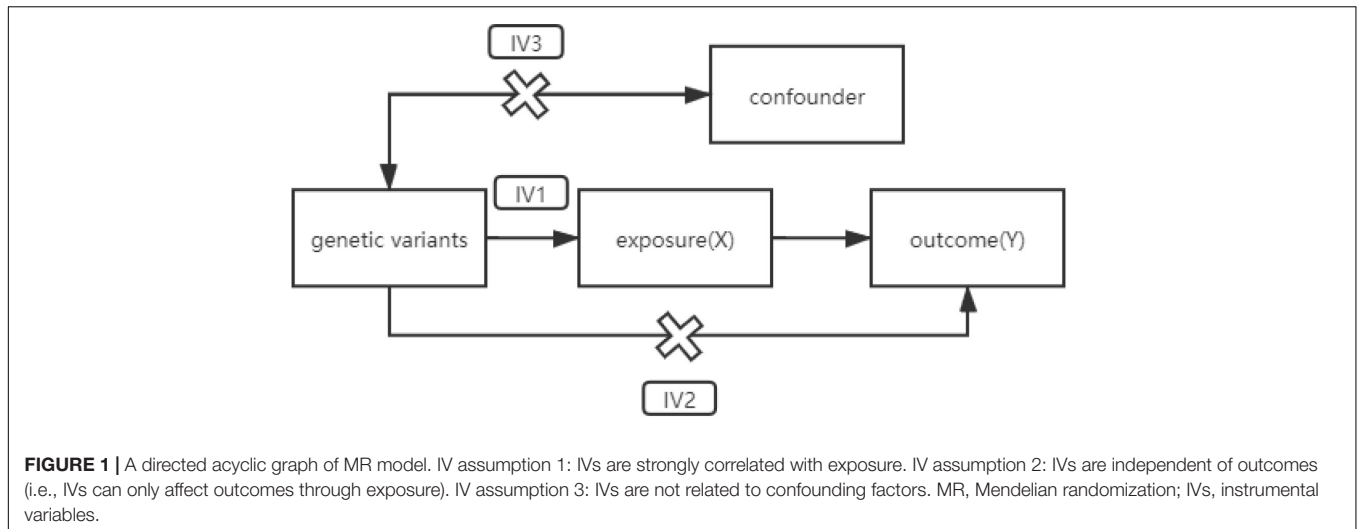 IV3
confounder
IV1
genetic variants
exposure(X)
outcome(Y)
IV2
FIGURE 1 | A directed acyclic graph of MR model. IV assumption 1: IVs are strongly correlated with exposure. IV assumption 2: IVs are independent of outcomes
(i.e., IVs can only affect outcomes through exposure). IV assumption 3: IVs are not related to confounding factors. MR, Mendelian randomization; IVs, instrumental
variables.